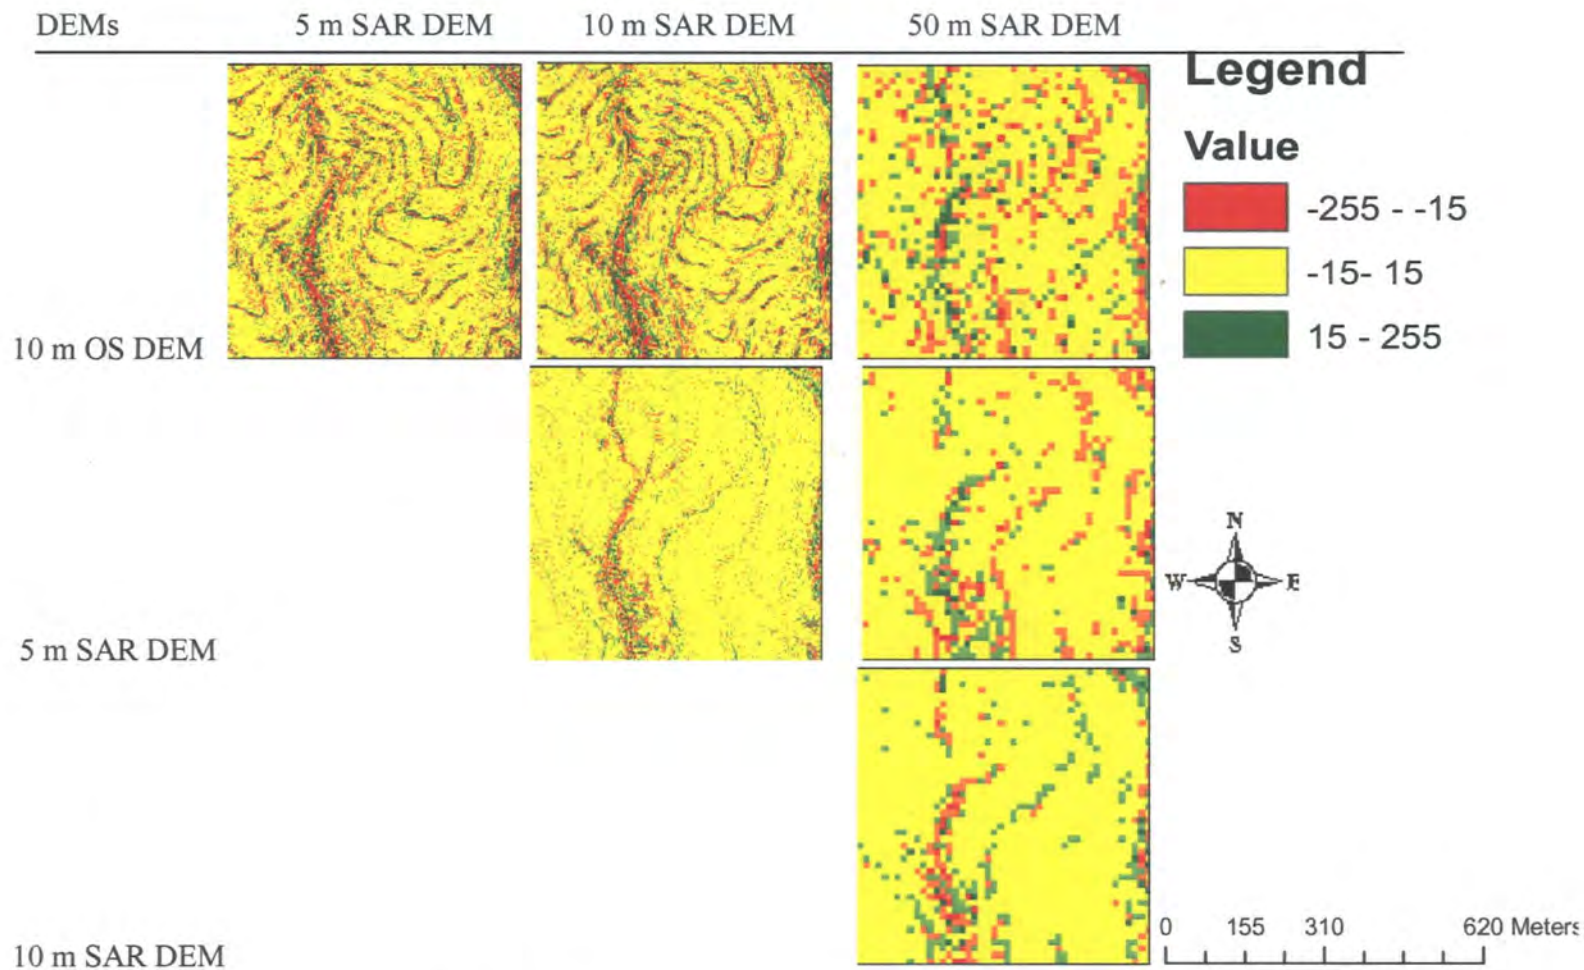 DEMs 5 m SAR DEM 10 m SAR DEM 50 m SAR DEM
Legend
Value
-255 - -15
-15- 15
15 - 255
10 m OS DEM
N
W E
S
5 m SAR DEM
0 155 310 620 Meters
10 m SAR DEM